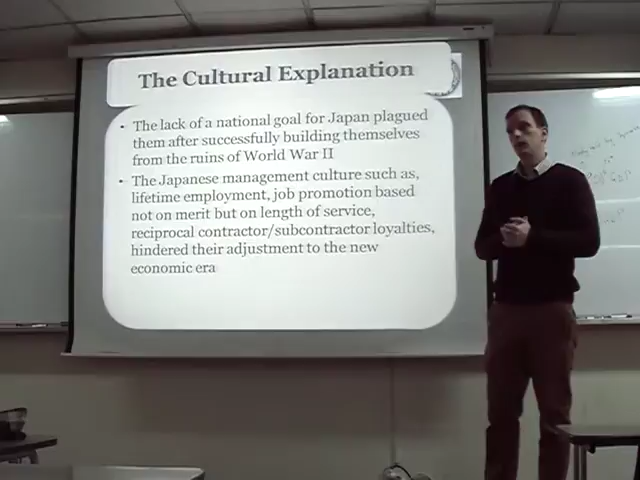 The Cultural Explanation
• The lack of a national goal for Japan plagued
them after successfully building themselves
from the ruins of World War II
• The Japanese management culture such as,
lifetime employment, job promotion based
not on merit but on length of service,
reciprocal contractor/subcontractor loyalties,
hindered their adjustment to the new
economic era